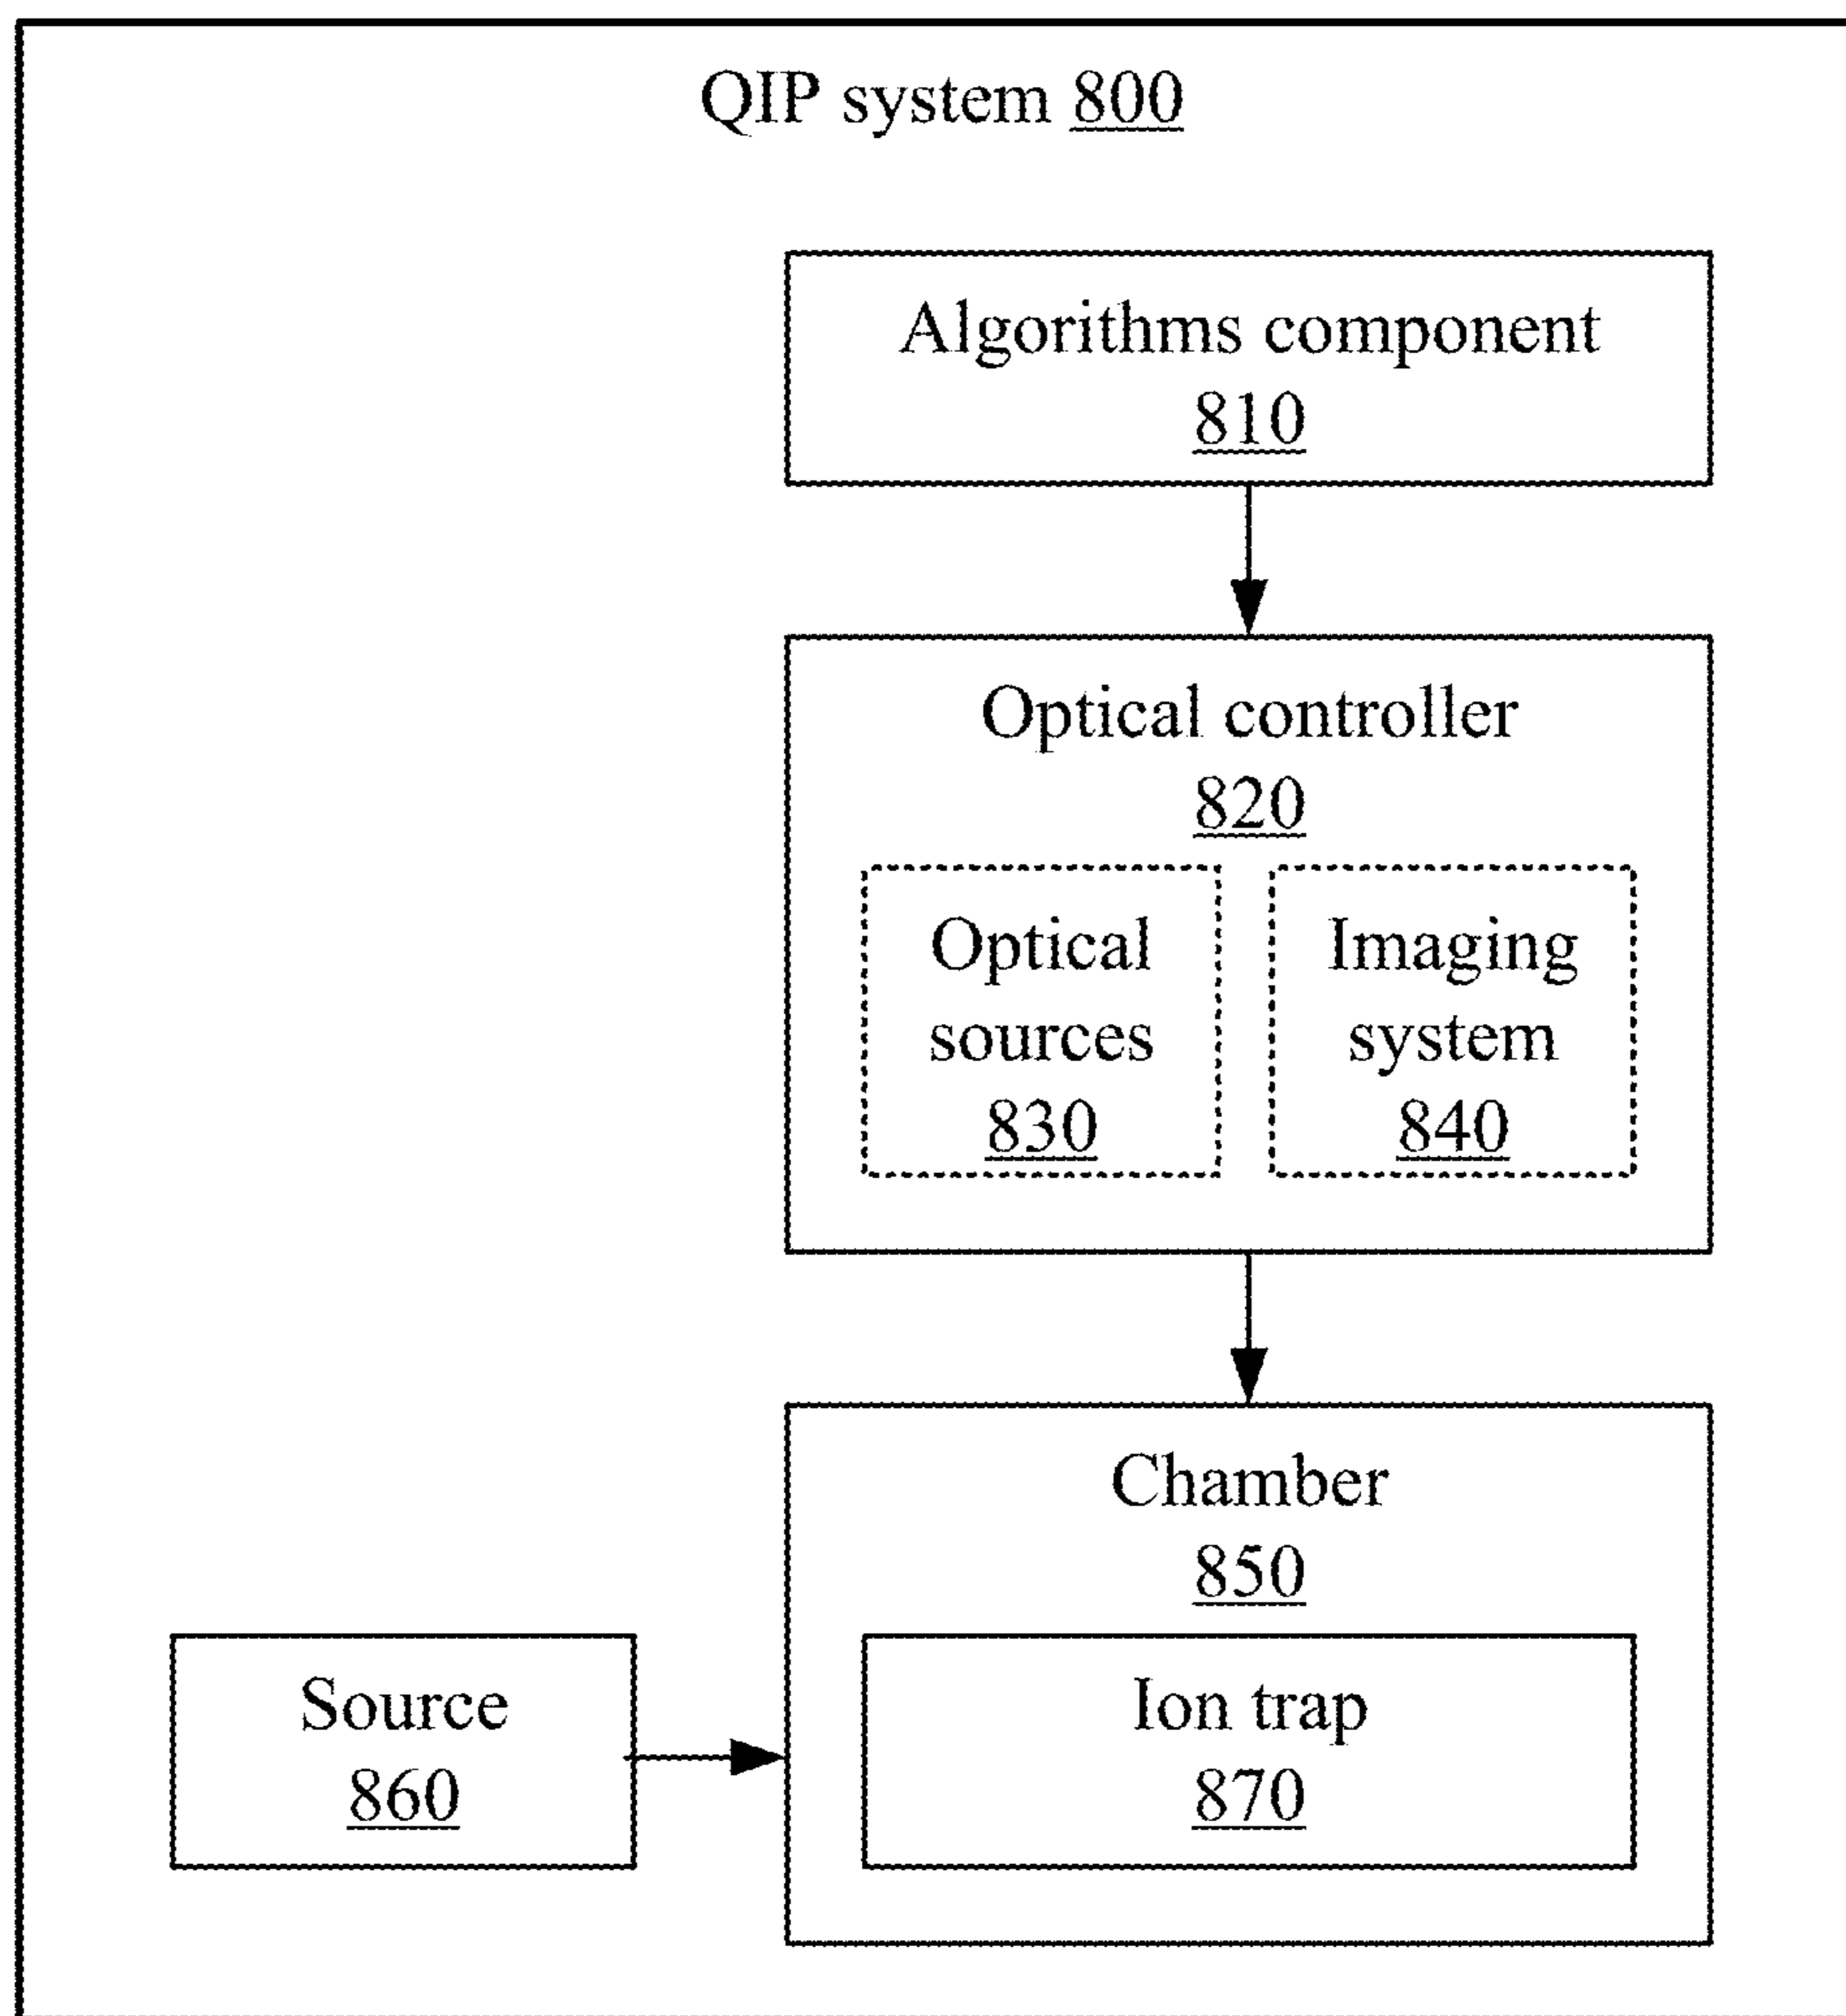 QIP system 800
Algorithms component
810
Optical controller
820
Optical
sources
830
Imaging
system
840
Chamber
850
Source
860
Ion trap
870